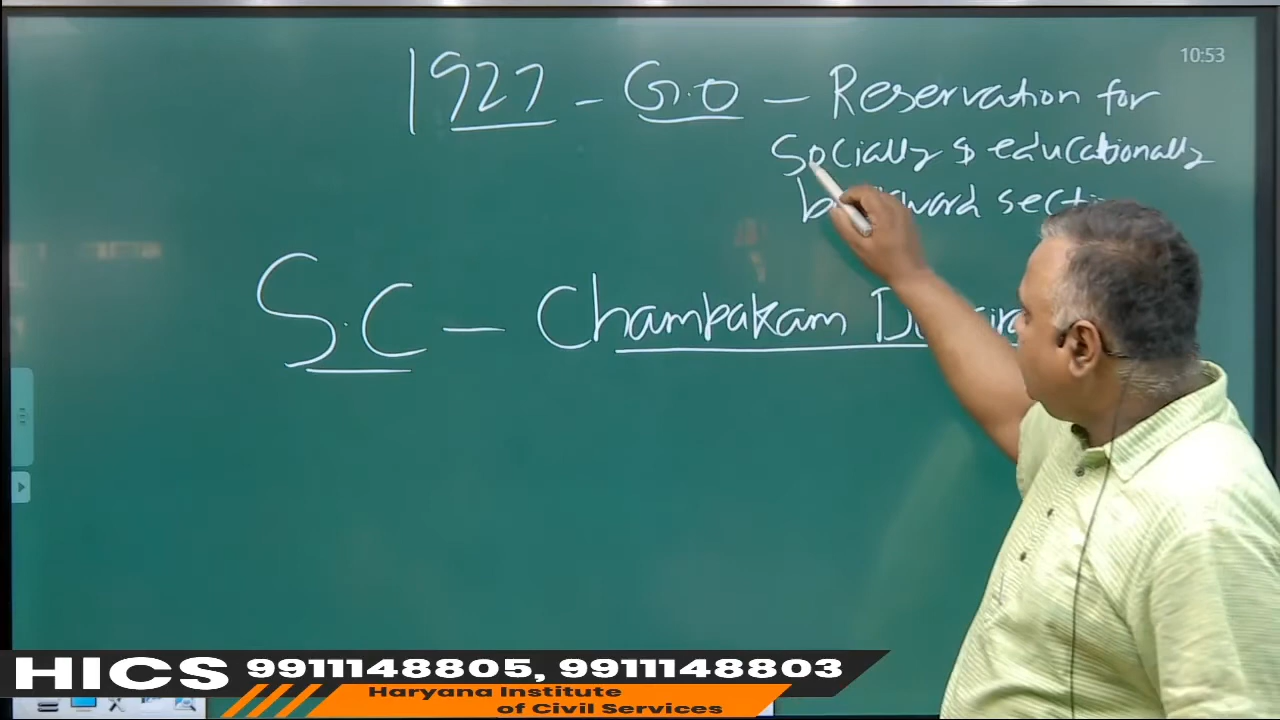 10:53
1927 - G.O - Reservation for
Socially & educationally
S.C - Champakam
HICS 9911148805, 9911148803
Haryana Institute
of Civil Services